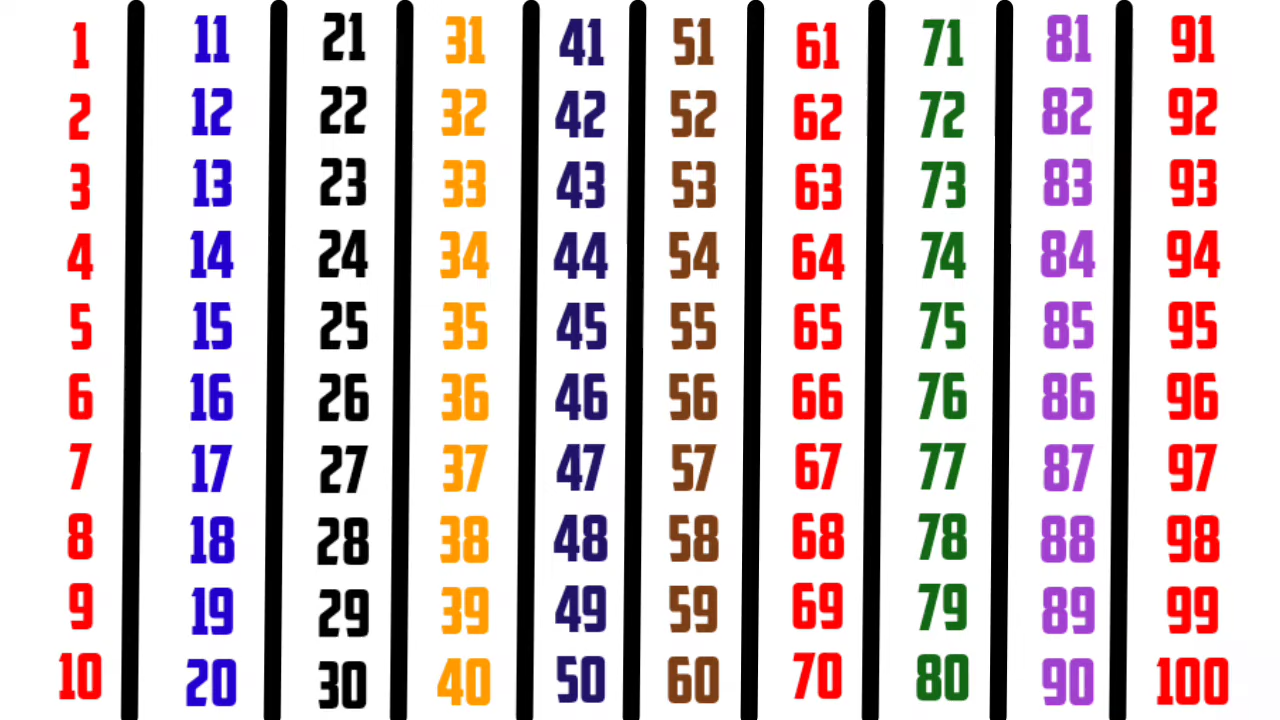 1 11 21 31 41 51 61 71 81 91
2 12 22 32 42 52 62 72 82 92
3 13 23 33 43 53 63 73 83 93
4 14 24 34 44 54 64 74 84 94
5 15 25 35 45 55 65 75 85 95
6 16 26 36 46 56 66 76 86 96
7 17 27 37 47 57 67 77 87 97
8 18 28 38 48 58 68 78 88 98
9 19 29 39 49 59 69 79 89 99
10 20 30 40 50 60 70 80 90 100